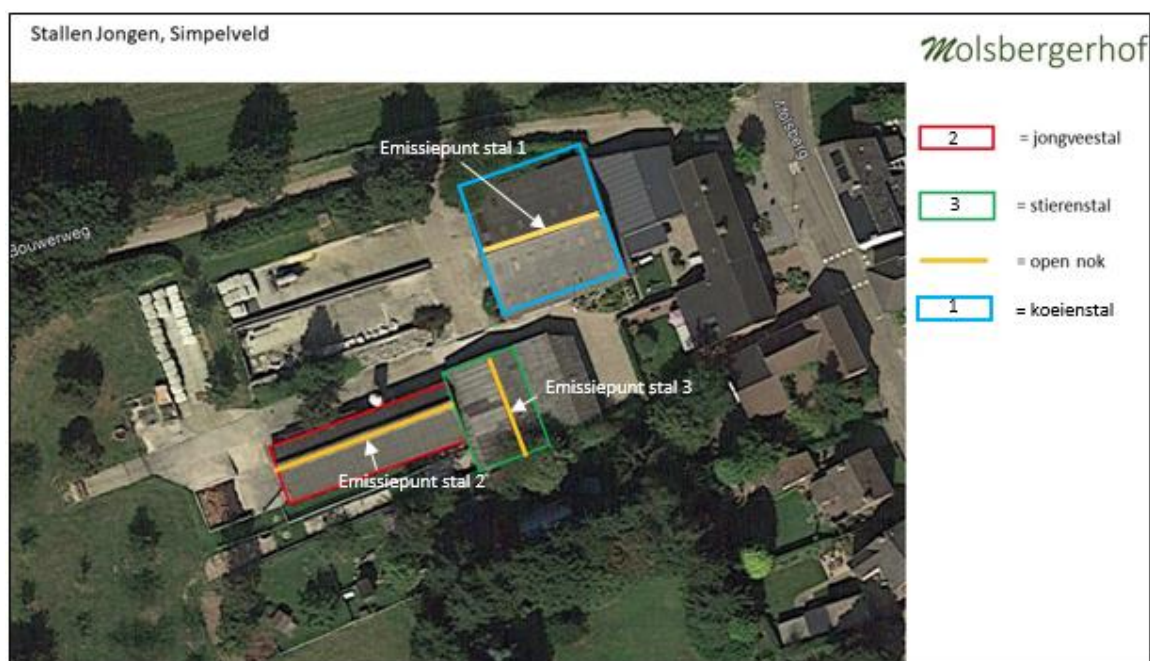 Stallen Jongen, Simpelveld
Molsbergerhof
Molsberg
Emissiepunt stal 1
2 = jongveestal
3 = stierenstal
Bouwerweg
= open nok
1 = koeienstal
Emissiepunt stal 3
Emissiepunt stal 2